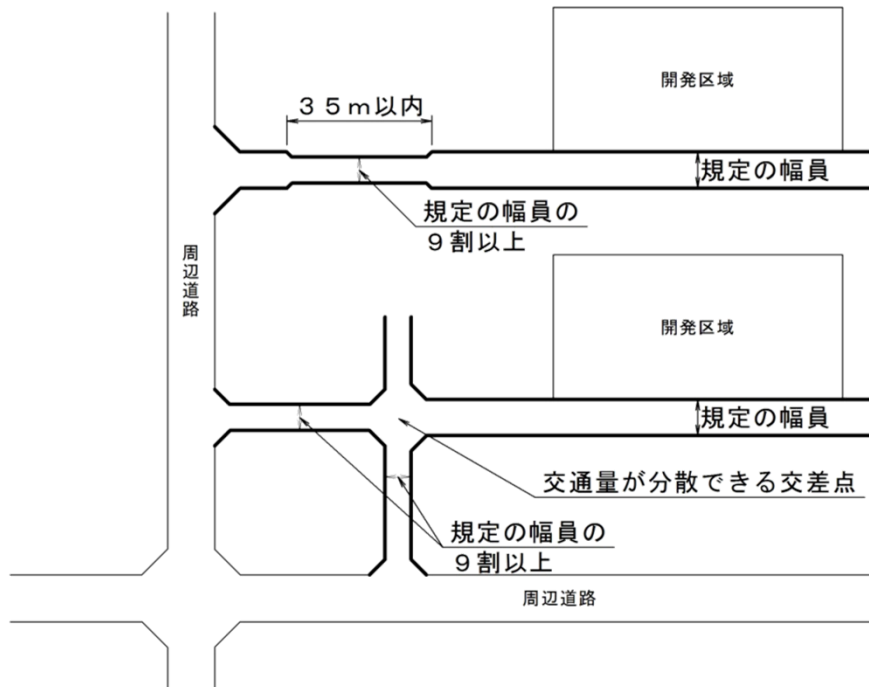 開発区域
３５ｍ以内
規定の幅員
規定の幅員の
９割以上
周辺道路
開発区域
規定の幅員
交通量が分散できる交差点
規定の幅員の
９割以上
周辺道路